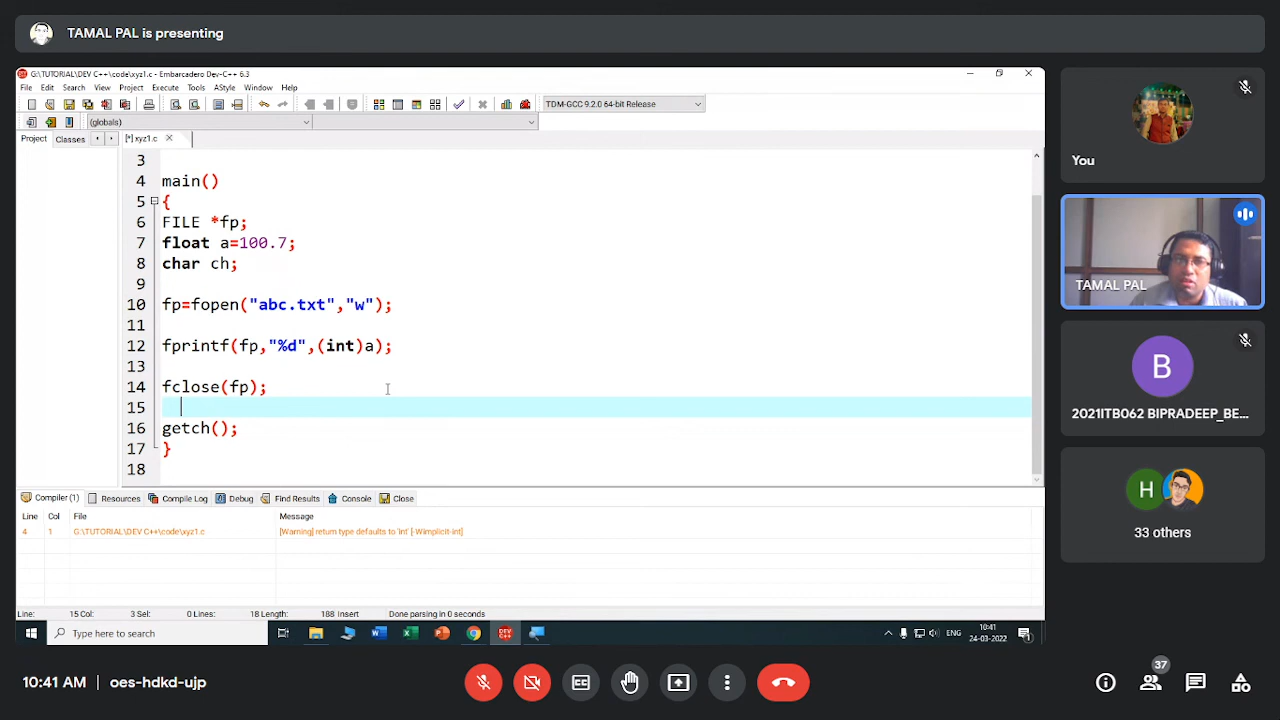 TAMAL PAL is presenting
G:\TUTORIAL\DEV C++\code\xyz1.c - Embarcadero Dev-C++ 6.3
File Edit Search View Project Execute Tools AStyle Window Help
TDM-GCC 9.2.0 64-bit Release
(globals)
Project Classes [*] xyz1.c
3
4 main()
5 {
6 FILE *fp;
7 float a=100.7;
8 char ch;
9
10 fp=fopen("abc.txt","w");
11
12 fprintf(fp,"%d",(int)a);
13
14 fclose(fp);
15
16 getch();
17 }
18
Compiler (1) Resources Compile Log Debug Find Results Console Close
Line Col File Message
4 1 G:\TUTORIAL\DEV C++\code\xyz1.c [Warning] return type defaults to 'int' [-Wimplicit-int]
Line: 15 Col: 3 Sel: 0 Lines: 18 Length: 188 Insert Done parsing in 0 seconds
Type here to search
ENG
10:41
24-03-2022
You
TAMAL PAL
B
2021ITB062 BIPRADEEP_BE...
H
33 others
10:41 AM | oes-hdkd-ujp
37